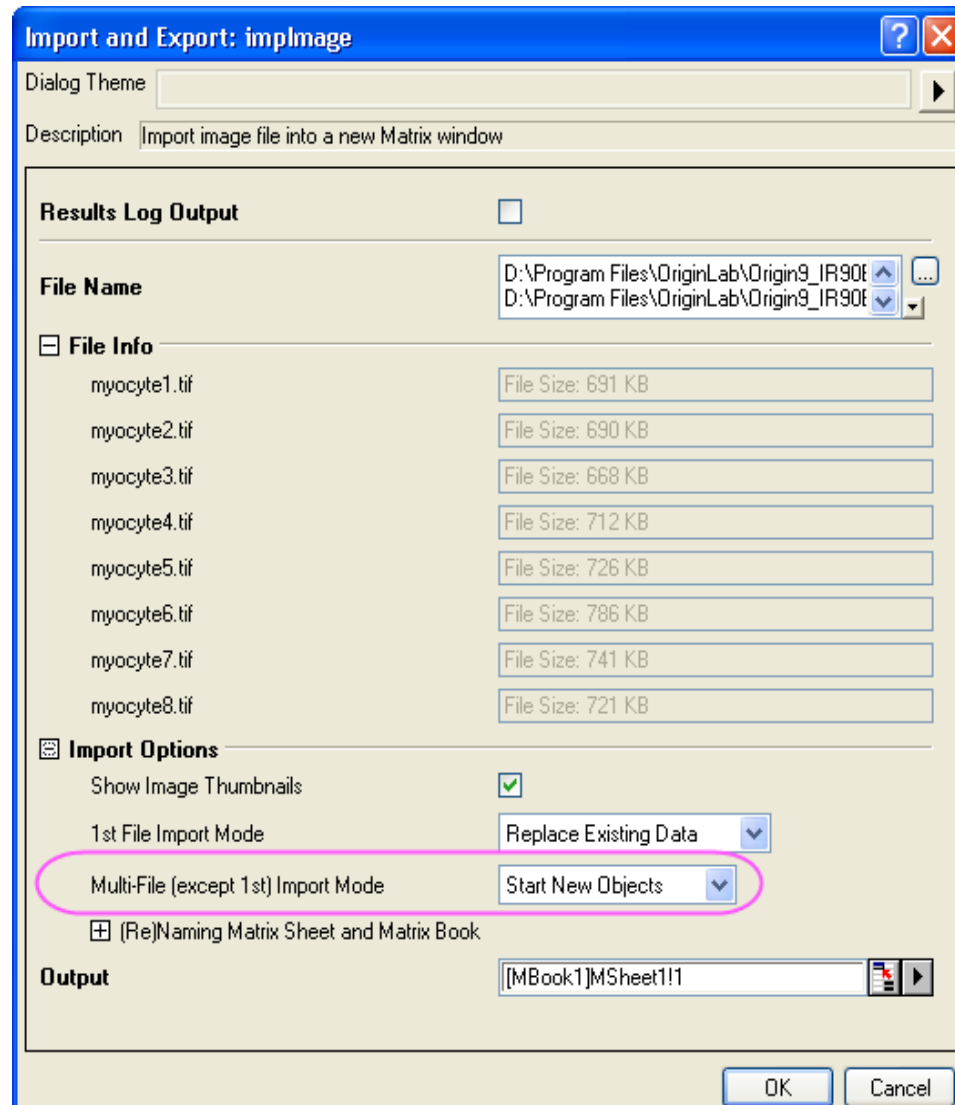 Import and Export: impImage
Dialog Theme
Description Import image file into a new Matrix window
Results Log Output
File Name
D:\Program Files\OriginLab\Origin9_IR90E
D:\Program Files\OriginLab\Origin9_IR90E
...
File Info
myocyte1.tif File Size: 691 KB
myocyte2.tif File Size: 690 KB
myocyte3.tif File Size: 668 KB
myocyte4.tif File Size: 712 KB
myocyte5.tif File Size: 726 KB
myocyte6.tif File Size: 786 KB
myocyte7.tif File Size: 741 KB
myocyte8.tif File Size: 721 KB
Import Options
Show Image Thumbnails
1st File Import Mode Replace Existing Data
Multi-File (except 1st) Import Mode Start New Objects
(Re)Naming Matrix Sheet and Matrix Book
Output [MBook1]MSheet1!1
OK Cancel